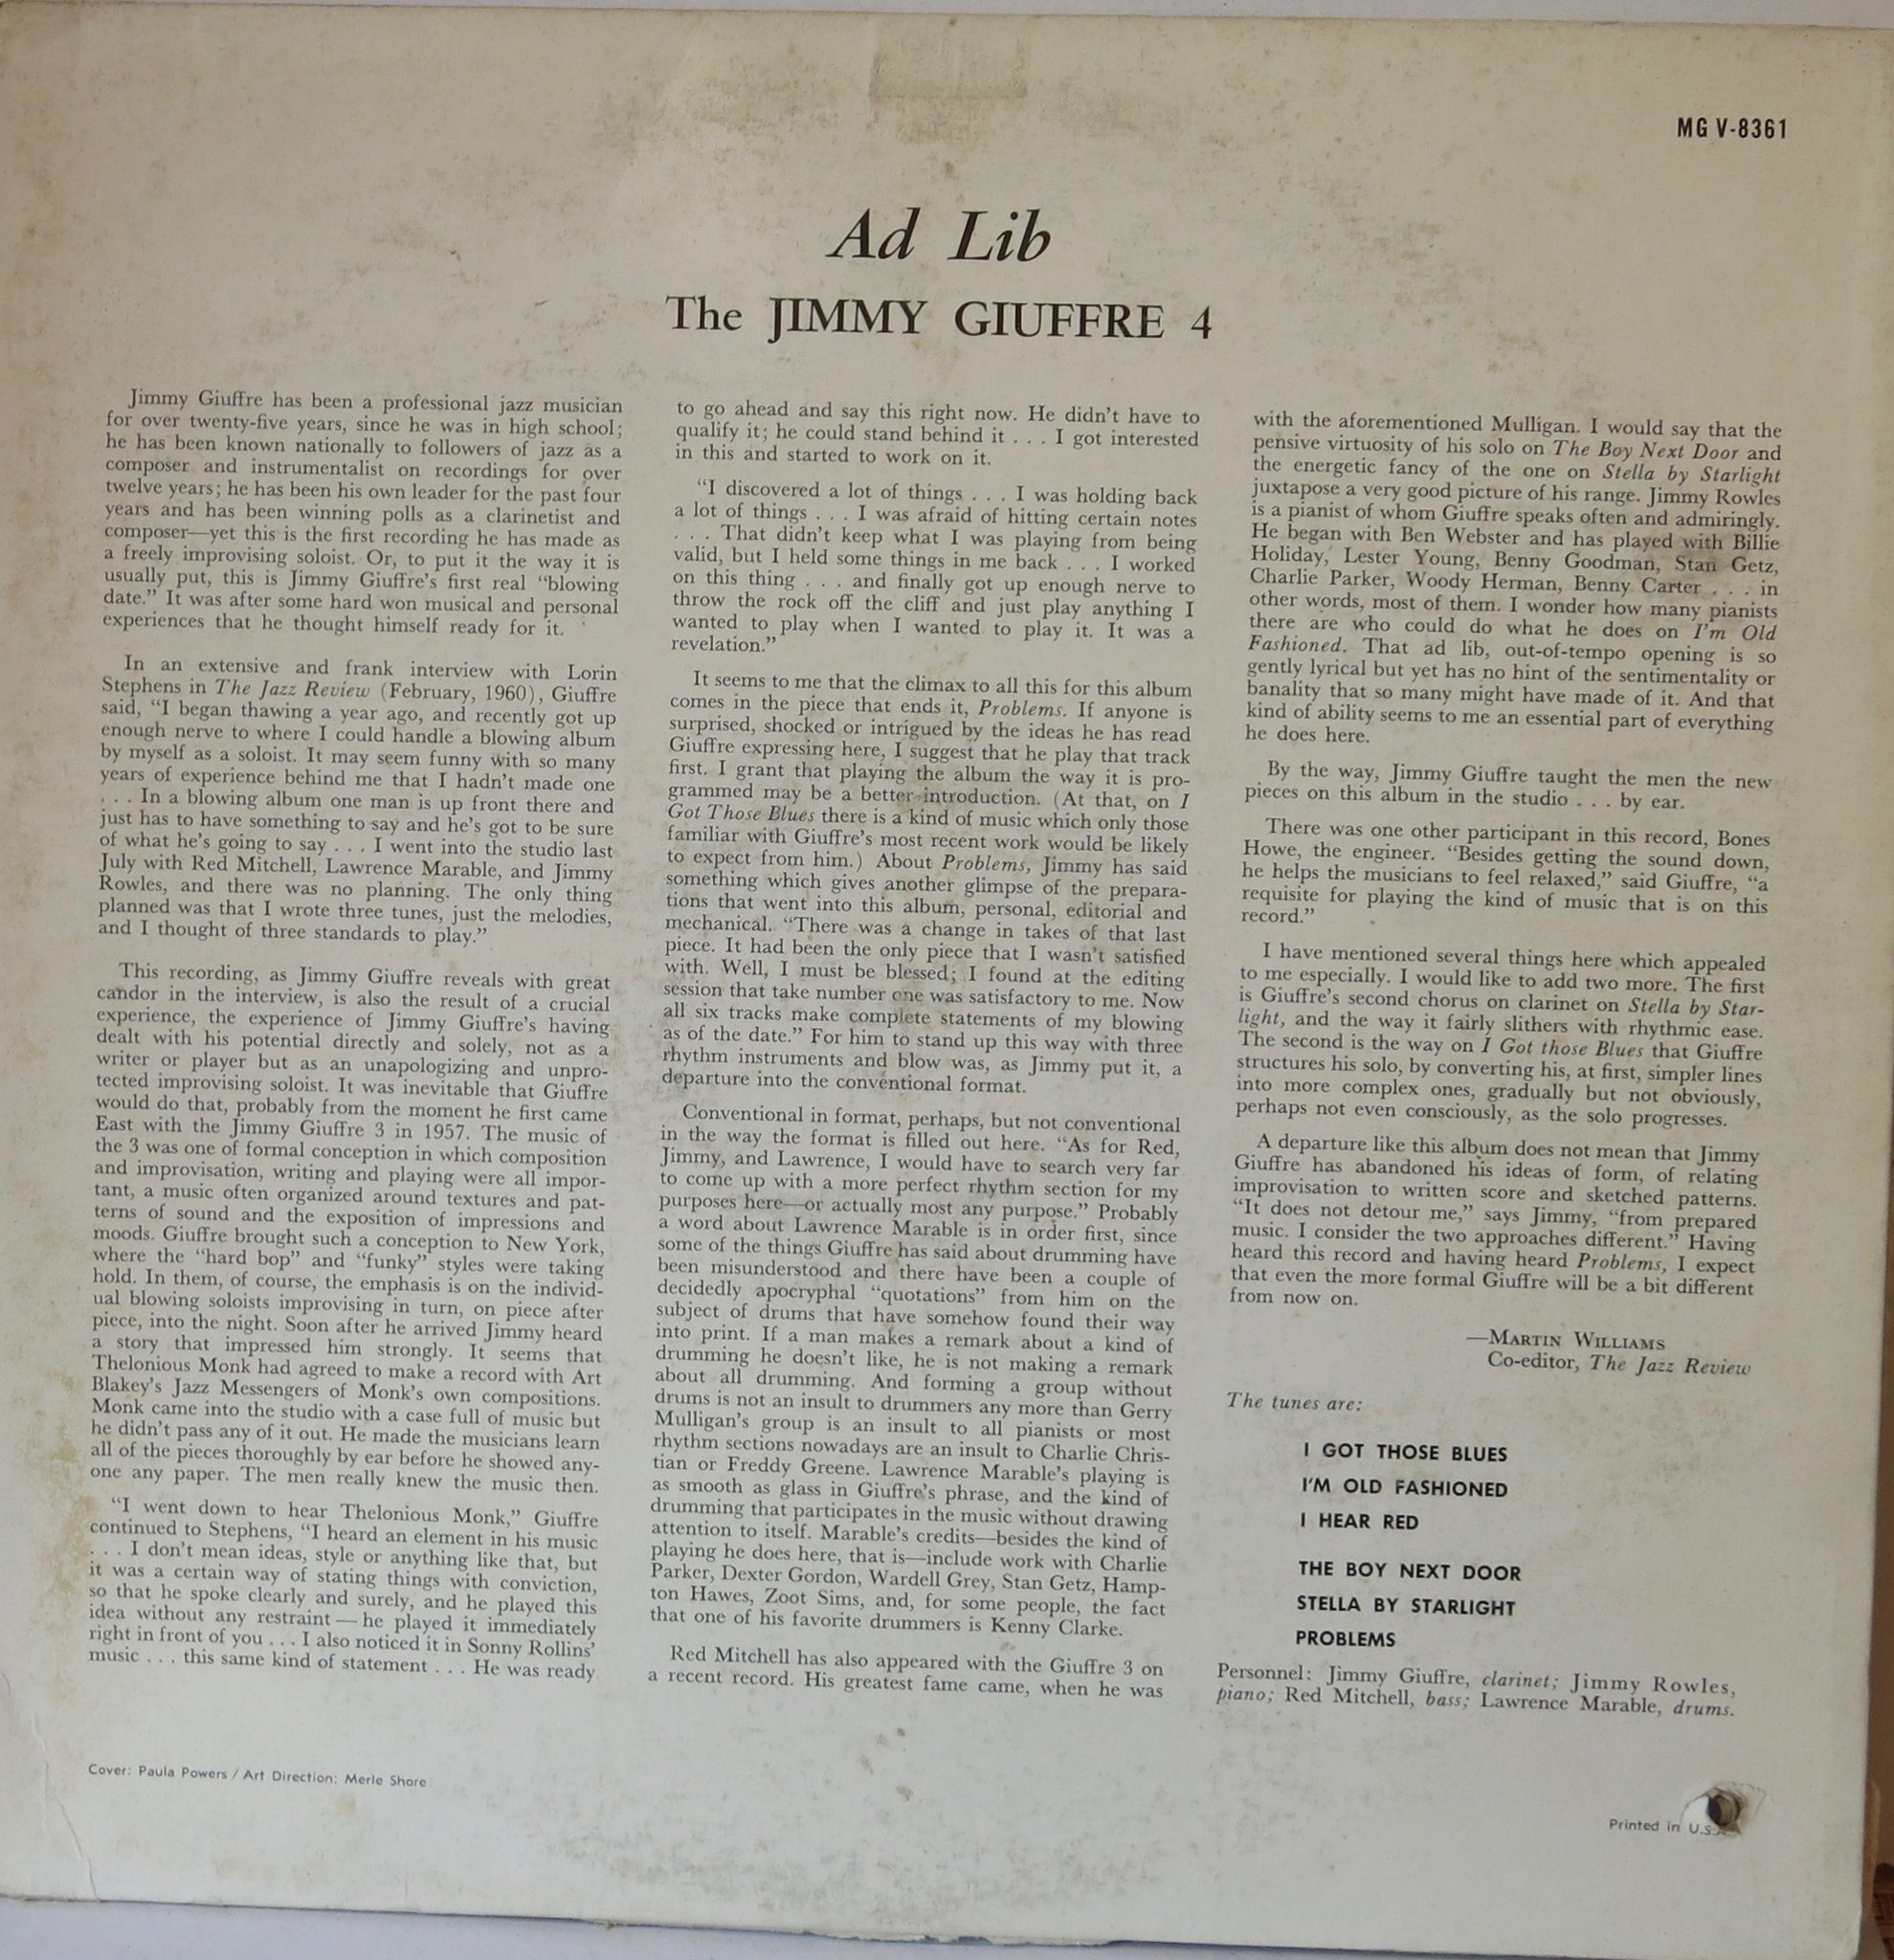 MG V-8361
Ad Lib
The JIMMY GIUFFRE 4
Jimmy Giuffre has been a professional jazz musician
for over twenty-five years, since he was in high school;
he has been known nationally to followers of jazz as a
composer and instrumentalist on recordings for over
twelve years; he has been his own leader for the past four
years and has been winning polls as a clarinetist and
composer—yet this is the first recording he has made as
a freely improvising soloist. Or, to put it the way it is
usually put, this is Jimmy Giuffre's first real "blowing
date." It was after some hard won musical and personal
experiences that he thought himself ready for it.
In an extensive and frank interview with Lorin
Stephens in The Jazz Review (February, 1960), Giuffre
said, "I began thawing a year ago, and recently got up
enough nerve to where I could handle a blowing album
by myself as a soloist. It may seem funny with so many
years of experience behind me that I hadn't made one
. . . In a blowing album one man is up front there and
just has to have something to say and he's got to be sure
of what he's going to say . . . I went into the studio last
July with Red Mitchell, Lawrence Marable, and Jimmy
Rowles, and there was no planning. The only thing
planned was that I wrote three tunes, just the melodies,
and I thought of three standards to play."
This recording, as Jimmy Giuffre reveals with great
candor in the interview, is also the result of a crucial
experience, the experience of Jimmy Giuffre's having
dealt with his potential directly and solely, not as a
writer or player but as an unapologizing and unpro-
tected improvising soloist. It was inevitable that Giuffre
would do that, probably from the moment he first came
East with the Jimmy Giuffre 3 in 1957. The music of
the 3 was one of formal conception in which composition
and improvisation, writing and playing were all impor-
tant, a music often organized around textures and pat-
terns of sound and the exposition of impressions and
moods. Giuffre brought such a conception to New York,
where the "hard bop" and "funky" styles were taking
hold. In them, of course, the emphasis is on the individ-
ual blowing soloists improvising in turn, on piece after
piece, into the night. Soon after he arrived Jimmy heard
a story that impressed him strongly. It seems that
Thelonious Monk had agreed to make a record with Art
Blakey's Jazz Messengers of Monk's own compositions.
Monk came into the studio with a case full of music but
he didn't pass any of it out. He made the musicians learn
all of the pieces thoroughly by ear before he showed any-
one any paper. The men really knew the music then.
"I went down to hear Thelonious Monk," Giuffre
continued to Stephens, "I heard an element in his music
. . . I don't mean ideas, style or anything like that, but
it was a certain way of stating things with conviction,
so that he spoke clearly and surely, and he played this
idea without any restraint — he played it immediately
right in front of you . . . I also noticed it in Sonny Rollins'
music . . . this same kind of statement . . . He was ready
to go ahead and say this right now. He didn't have to
qualify it; he could stand behind it . . . I got interested
in this and started to work on it.
"I discovered a lot of things . . . I was holding back
a lot of things . . . I was afraid of hitting certain notes
. . . That didn't keep what I was playing from being
valid, but I held some things in me back . . . I worked
on this thing . . . and finally got up enough nerve to
throw the rock off the cliff and just play anything I
wanted to play when I wanted to play it. It was a
revelation."
It seems to me that the climax to all this for this album
comes in the piece that ends it, Problems. If anyone is
surprised, shocked or intrigued by the ideas he has read
Giuffre expressing here, I suggest that he play that track
first. I grant that playing the album the way it is pro-
grammed may be a better introduction. (At that, on I
Got Those Blues there is a kind of music which only those
familiar with Giuffre's most recent work would be likely
to expect from him.) About Problems, Jimmy has said
something which gives another glimpse of the prepara-
tions that went into this album, personal, editorial and
mechanical. "There was a change in takes of that last
piece. It had been the only piece that I wasn't satisfied
with. Well, I must be blessed; I found at the editing
session that take number one was satisfactory to me. Now
all six tracks make complete statements of my blowing
as of the date." For him to stand up this way with three
rhythm instruments and blow was, as Jimmy put it, a
departure into the conventional format.
Conventional in format, perhaps, but not conventional
in the way the format is filled out here. "As for Red,
Jimmy, and Lawrence, I would have to search very far
to come up with a more perfect rhythm section for my
purposes here—or actually most any purpose." Probably
a word about Lawrence Marable is in order first, since
some of the things Giuffre has said about drumming have
been misunderstood and there have been a couple of
decidedly apocryphal "quotations" from him on the
subject of drums that have somehow found their way
into print. If a man makes a remark about a kind of
drumming he doesn't like, he is not making a remark
about all drumming. And forming a group without
drums is not an insult to drummers any more than Gerry
Mulligan's group is an insult to all pianists or most
rhythm sections nowadays are an insult to Charlie Chris-
tian or Freddy Greene. Lawrence Marable's playing is
as smooth as glass in Giuffre's phrase, and the kind of
drumming that participates in the music without drawing
attention to itself. Marable's credits—besides the kind of
playing he does here, that is—include work with Charlie
Parker, Dexter Gordon, Wardell Grey, Stan Getz, Hamp-
ton Hawes, Zoot Sims, and, for some people, the fact
that one of his favorite drummers is Kenny Clarke.
Red Mitchell has also appeared with the Giuffre 3 on
a recent record. His greatest fame came, when he was
with the aforementioned Mulligan. I would say that the
pensive virtuosity of his solo on The Boy Next Door and
the energetic fancy of the one on Stella by Starlight
juxtapose a very good picture of his range. Jimmy Rowles
is a pianist of whom Giuffre speaks often and admiringly.
He began with Ben Webster and has played with Billie
Holiday, Lester Young, Benny Goodman, Stan Getz,
Charlie Parker, Woody Herman, Benny Carter . . . in
other words, most of them. I wonder how many pianists
there are who could do what he does on I'm Old
Fashioned. That ad lib, out-of-tempo opening is so
gently lyrical but yet has no hint of the sentimentality or
banality that so many might have made of it. And that
kind of ability seems to me an essential part of everything
he does here.
By the way, Jimmy Giuffre taught the men the new
pieces on this album in the studio . . . by ear.
There was one other participant in this record, Bones
Howe, the engineer. "Besides getting the sound down,
he helps the musicians to feel relaxed," said Giuffre, "a
requisite for playing the kind of music that is on this
record."
I have mentioned several things here which appealed
to me especially. I would like to add two more. The first
is Giuffre's second chorus on clarinet on Stella by Star-
light, and the way it fairly slithers with rhythmic ease.
The second is the way on I Got those Blues that Giuffre
structures his solo, by converting his, at first, simpler lines
into more complex ones, gradually but not obviously,
perhaps not even consciously, as the solo progresses.
A departure like this album does not mean that Jimmy
Giuffre has abandoned his ideas of form, of relating
improvisation to written score and sketched patterns.
"It does not detour me," says Jimmy, "from prepared
music. I consider the two approaches different." Having
heard this record and having heard Problems, I expect
that even the more formal Giuffre will be a bit different
from now on.
—MARTIN WILLIAMS
Co-editor, The Jazz Review
The tunes are:
I GOT THOSE BLUES
I'M OLD FASHIONED
I HEAR RED
THE BOY NEXT DOOR
STELLA BY STARLIGHT
PROBLEMS
Personnel: Jimmy Giuffre, clarinet; Jimmy Rowles,
piano; Red Mitchell, bass; Lawrence Marable, drums.
Cover: Paula Powers / Art Direction: Merle Shore
Printed in U.S.A.